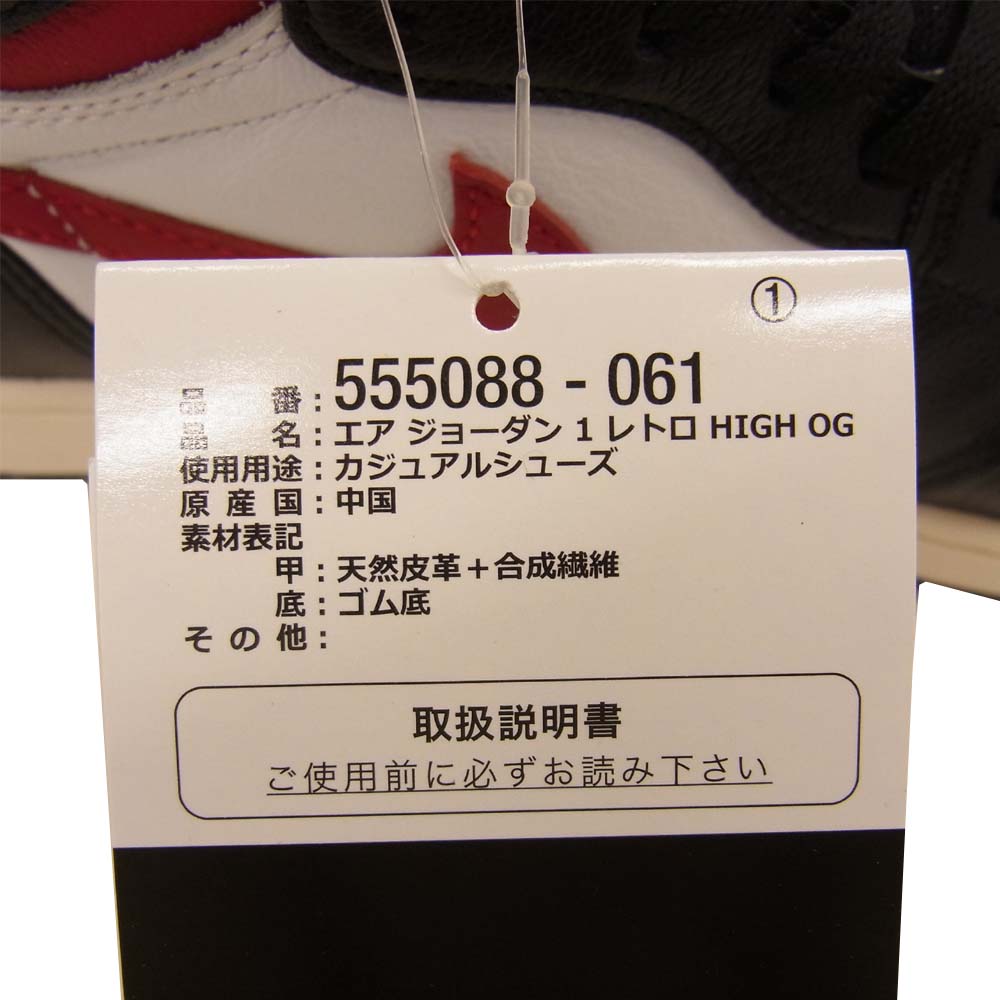 ①
品番：555088 - 061
品名：エア ジョーダン 1 レトロ HIGH OG
使用用途：カジュアルシューズ
原産国：中国
素材表記
甲：天然皮革＋合成繊維
底：ゴム底
その他：
取扱説明書
ご使用前に必ずお読み下さい